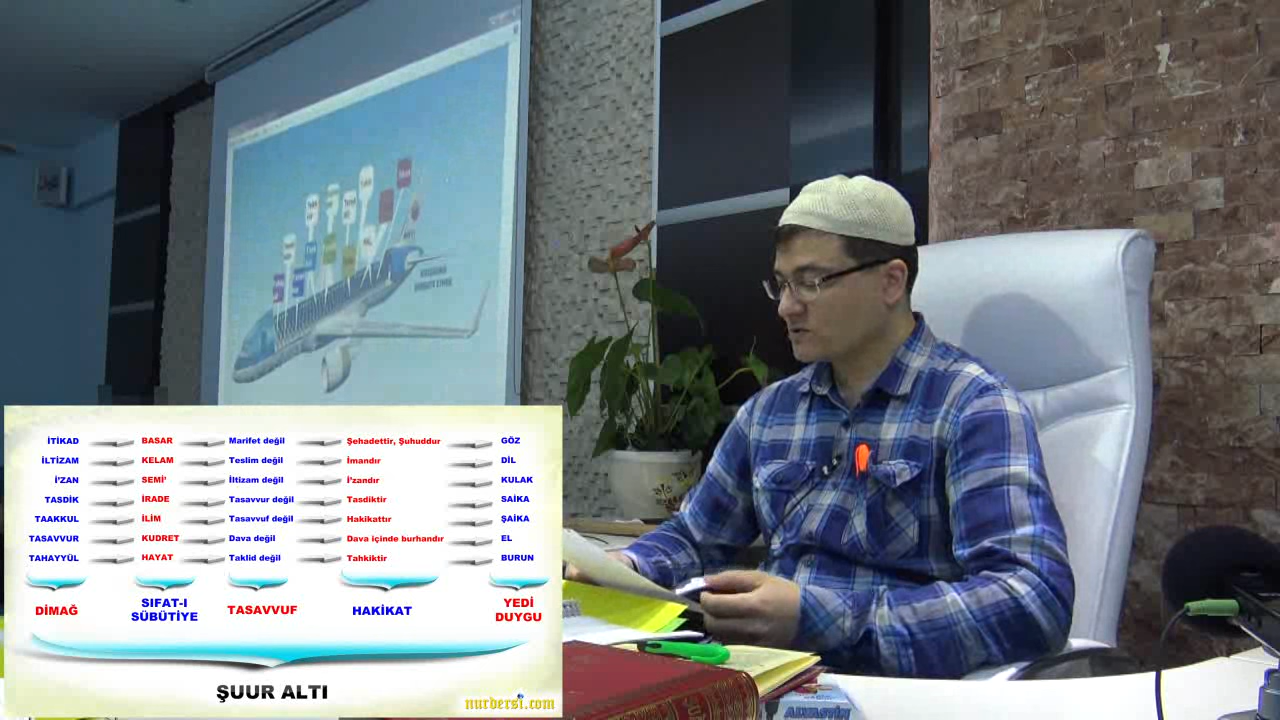 İTİKAD BASAR Marifet değil Şehadettir, Şuhuddur GÖZ
İLTİZAM KELAM Teslim değil İmandır DİL
İ'ZAN SEMİ' İltizam değil İ'zandır KULAK
TASDİK İRADE Tasavvur değil Tasdiktir SAİKA
TAAKKUL İLİM Tasavvuf değil Hakikattır ŞAİKA
TASAVVUR KUDRET Dava değil Dava içinde burhandır EL
TAHAYYÜL HAYAT Taklid değil Tahkiktir BURUN
DİMAĞ SIFAT-I SÜBÛTİYE TASAVVUF HAKİKAT YEDİ DUYGU
ŞUUR ALTI
nurdersi.com